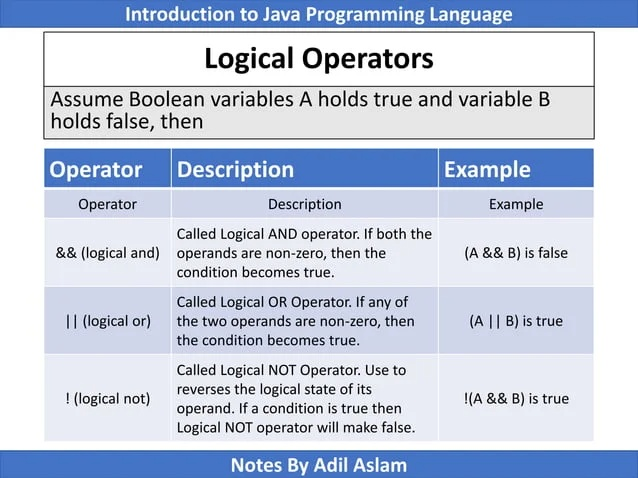 Introduction to Java Programming Language
Logical Operators
Assume Boolean variables A holds true and variable B
holds false, then
Operator Description Example
Operator Description Example
&& (logical and)
Called Logical AND operator. If both the
operands are non-zero, then the
condition becomes true.
(A && B) is false
|| (logical or)
Called Logical OR Operator. If any of
the two operands are non-zero, then
the condition becomes true.
(A || B) is true
! (logical not)
Called Logical NOT Operator. Use to
reverses the logical state of its
operand. If a condition is true then
Logical NOT operator will make false.
!(A && B) is true
Notes By Adil Aslam